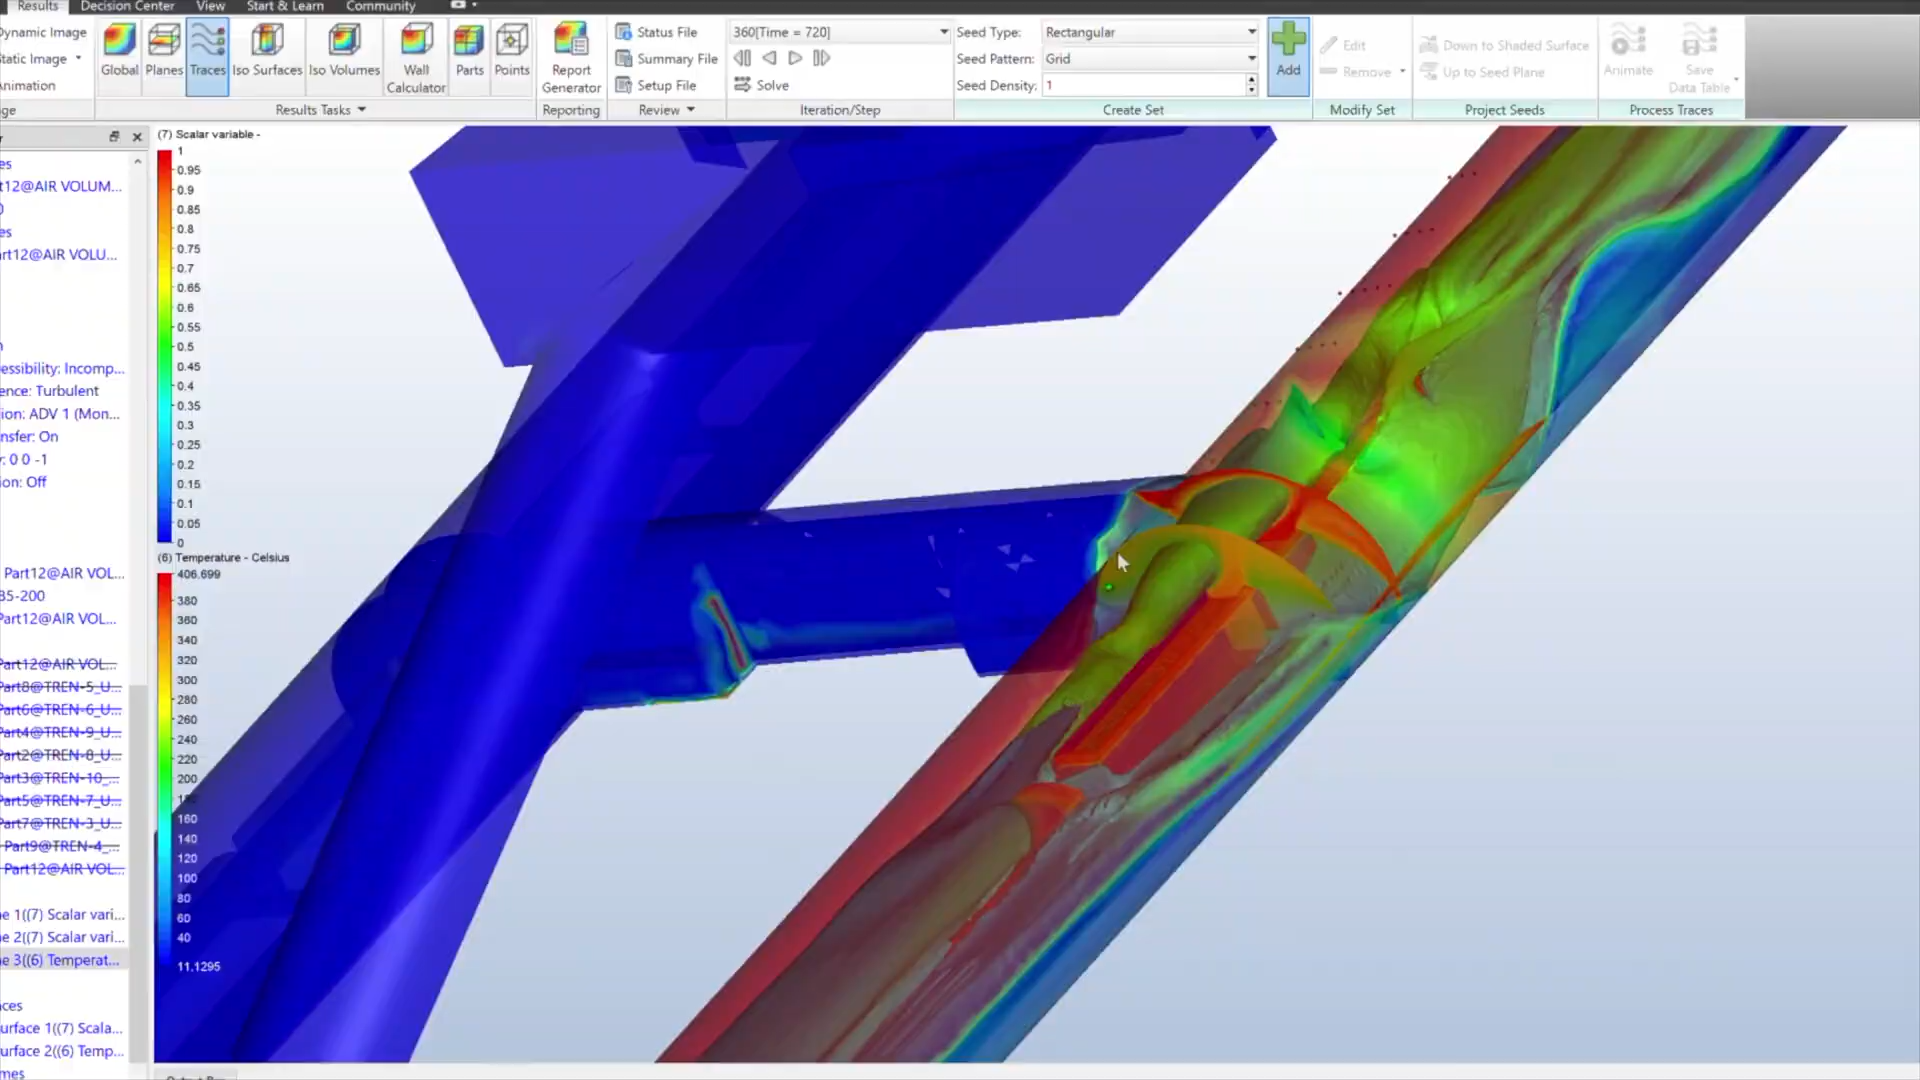 Results Decision Center View Start & Learn Community
Dynamic Image
Static Image
Animation
Global Planes Traces Iso Surfaces Iso Volumes Wall Calculator Parts Points
Results Tasks
Report Generator
Reporting
Status File
Summary File
Setup File
Review
360[Time = 720]
Solve
Iteration/Step
Seed Type: Rectangular
Seed Pattern: Grid
Seed Density: 1
Create Set
Add
Edit
Remove
Modify Set
Down to Shaded Surface
Up to Seed Plane
Project Seeds
Animate
Save Data Table
Process Traces
(7) Scalar variable -
1
0.95
0.9
0.85
0.8
0.75
0.7
0.65
0.6
0.55
0.5
0.45
0.4
0.35
0.3
0.25
0.2
0.15
0.1
0.05
0
(6) Temperature - Celsius
406.699
380
360
340
320
300
280
260
240
220
200
160
140
120
100
80
60
40
11.1295
t12@AIR VOLUM...
art12@AIR VOLU...
essibility: Incomp...
ence: Turbulent
ion: ADV 1 (Mon...
nsfer: On
r: 0 0 -1
ion: Off
Part12@AIR VOL...
85-200
Part12@AIR VOL...
Part12@AIR VOL...
Part8@TREN-5_U...
Part6@TREN-6_U...
Part4@TREN-9_U...
Part2@TREN-8_U...
Part3@TREN-10_...
Part5@TREN-7_U...
Part7@TREN-3_U...
Part9@TREN-4_...
Part12@AIR VOL...
ne 1((7) Scalar vari...
ne 2((7) Scalar vari...
ne 3((6) Temperat...
aces
urface 1((7) Scala...
urface 2((6) Temp...
mes